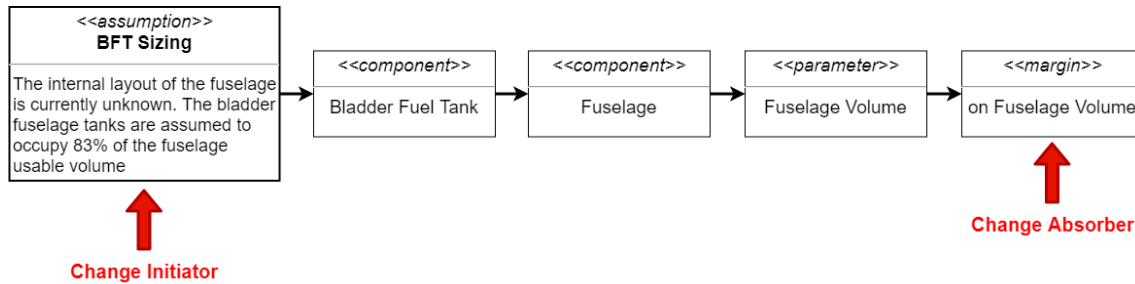 <<assumption>>
BFT Sizing
The internal layout of the fuselage
is currently unknown. The bladder
fuselage tanks are assumed to
occupy 83% of the fuselage
usable volume
<<component>>
Bladder Fuel Tank
<<component>>
Fuselage
<<parameter>>
Fuselage Volume
<<margin>>
on Fuselage Volume
Change Initiator
Change Absorber